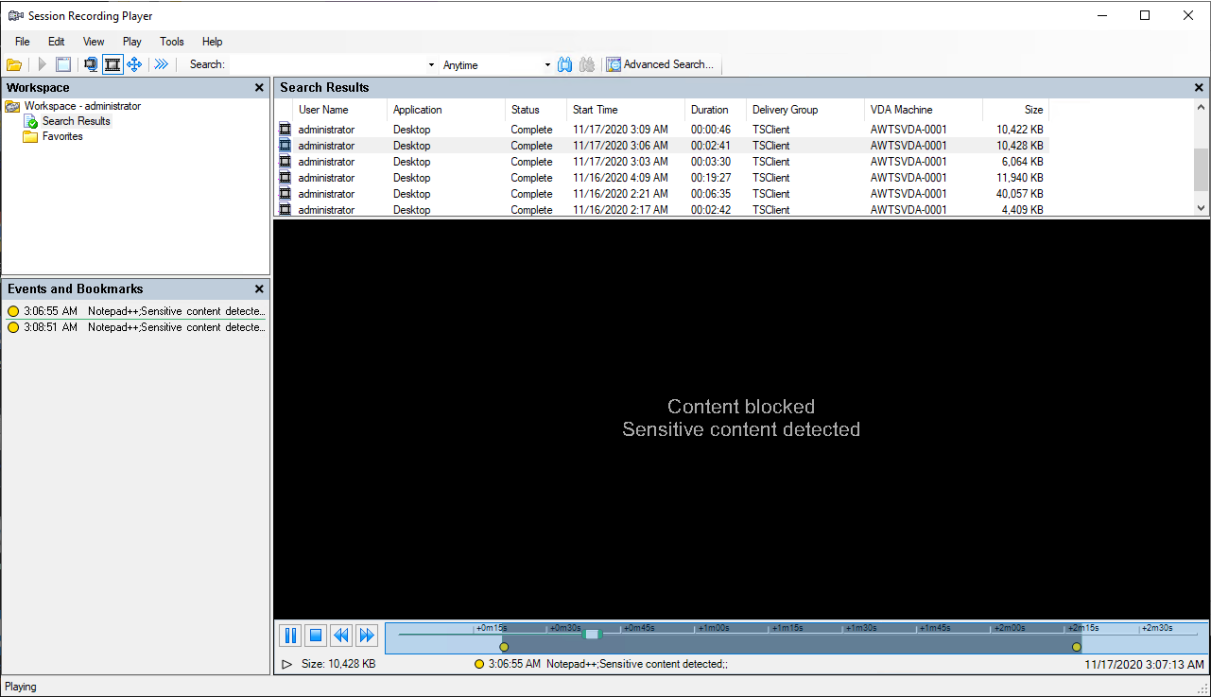 Session Recording Player
File Edit View Play Tools Help
Search: Anytime Advanced Search...
Workspace
Workspace - administrator
Search Results
Favorites
Search Results
User Name Application Status Start Time Duration Delivery Group VDA Machine Size
administrator Desktop Complete 11/17/2020 3:09 AM 00:00:46 TSClient AWTSVDA-0001 10,422 KB
administrator Desktop Complete 11/17/2020 3:06 AM 00:02:41 TSClient AWTSVDA-0001 10,428 KB
administrator Desktop Complete 11/17/2020 3:03 AM 00:03:30 TSClient AWTSVDA-0001 6,064 KB
administrator Desktop Complete 11/16/2020 4:09 AM 00:19:27 TSClient AWTSVDA-0001 11,940 KB
administrator Desktop Complete 11/16/2020 2:21 AM 00:06:35 TSClient AWTSVDA-0001 40,057 KB
administrator Desktop Complete 11/16/2020 2:17 AM 00:02:42 TSClient AWTSVDA-0001 4,409 KB
Events and Bookmarks
3:06:55 AM Notepad++;Sensitive content detecte...
3:08:51 AM Notepad++;Sensitive content detecte...
Content blocked
Sensitive content detected
+0m15s +0m30s +0m45s +1m00s +1m15s +1m30s +1m45s +2m00s +2m15s +2m30s
Size: 10,428 KB 3:06:55 AM Notepad++;Sensitive content detected;; 11/17/2020 3:07:13 AM
Playing